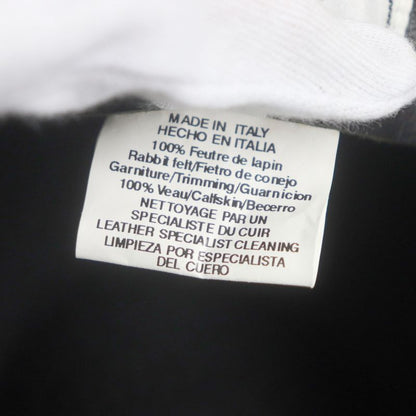 MADE IN ITALY
HECHO EN ITALIA
100% Feutre de lapin
Rabbit felt/Fietro de conejo
Garniture/Trimming/Guarnicion
100% Veau/Calfskin/Becerro
NETTOYAGE PAR UN
SPECIALISTE DU CUIR
LEATHER SPECIALIST CLEANING
LIMPIEZA POR ESPECIALISTA
DEL CUERO